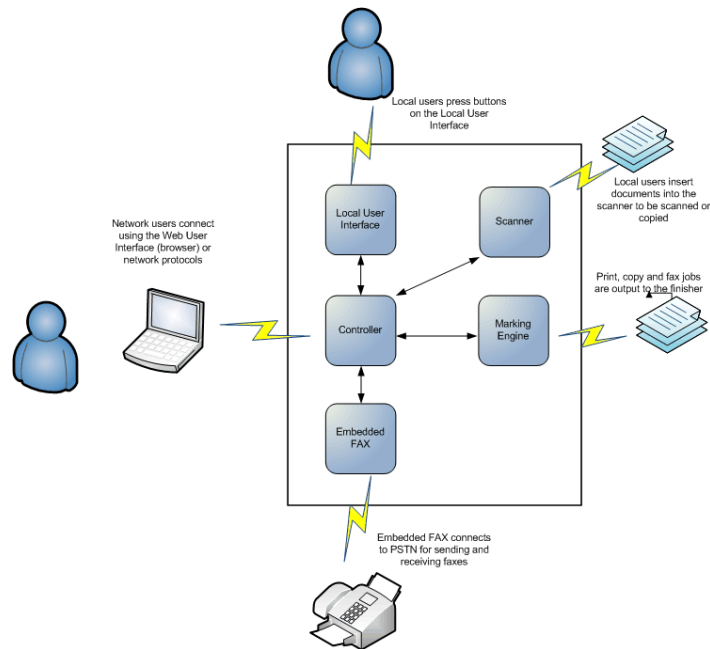 Local users press buttons
on the Local User
Interface
Local User
Interface
Scanner
Local users insert
documents into the
scanner to be scanned or
copied
Network users connect
using the Web User
Interface (browser) or
network protocols
Print, copy and fax jobs
are output to the finisher
Controller
Marking
Engine
Embedded
FAX
Embedded FAX connects
to PSTN for sending and
receiving faxes